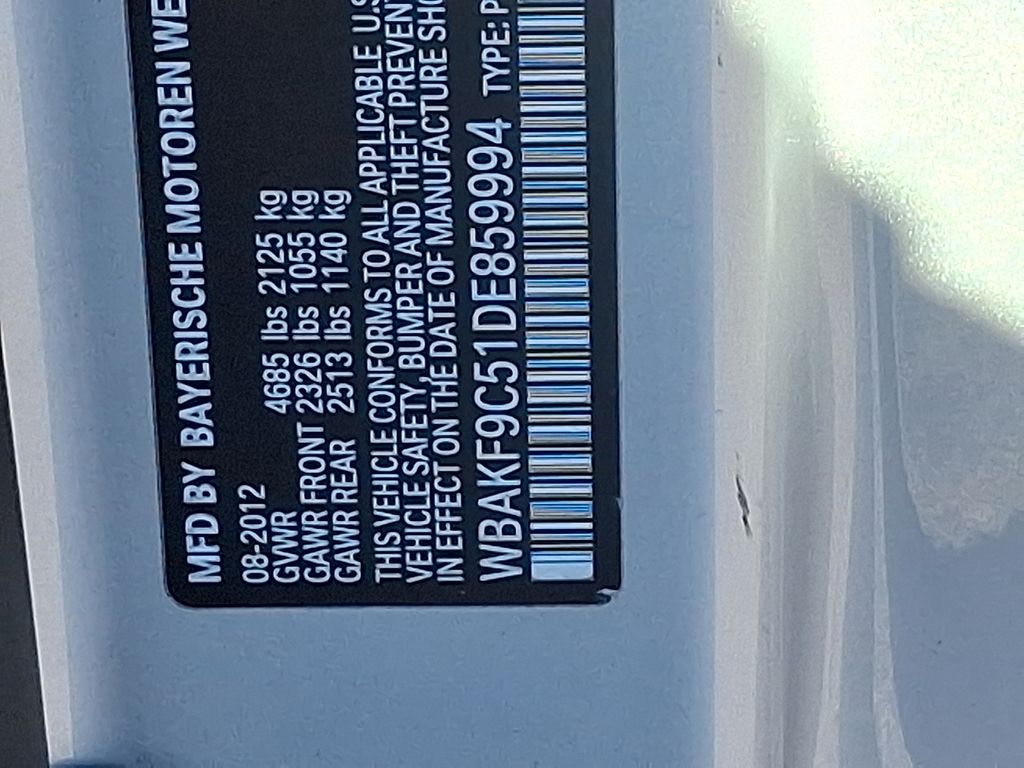 MFD BY BAYERISCHE MOTOREN WE
08-2012
GVWR 4685 lbs 2125 kg
GAWR FRONT 2326 lbs 1055 kg
GAWR REAR 2513 lbs 1140 kg
THIS VEHICLE CONFORMS TO ALL APPLICABLE U.S
VEHICLE SAFETY, BUMPER AND THEFT PREVENT
IN EFFECT ON THE DATE OF MANUFACTURE SHO
WBAKF9C51DE859994 TYPE: P